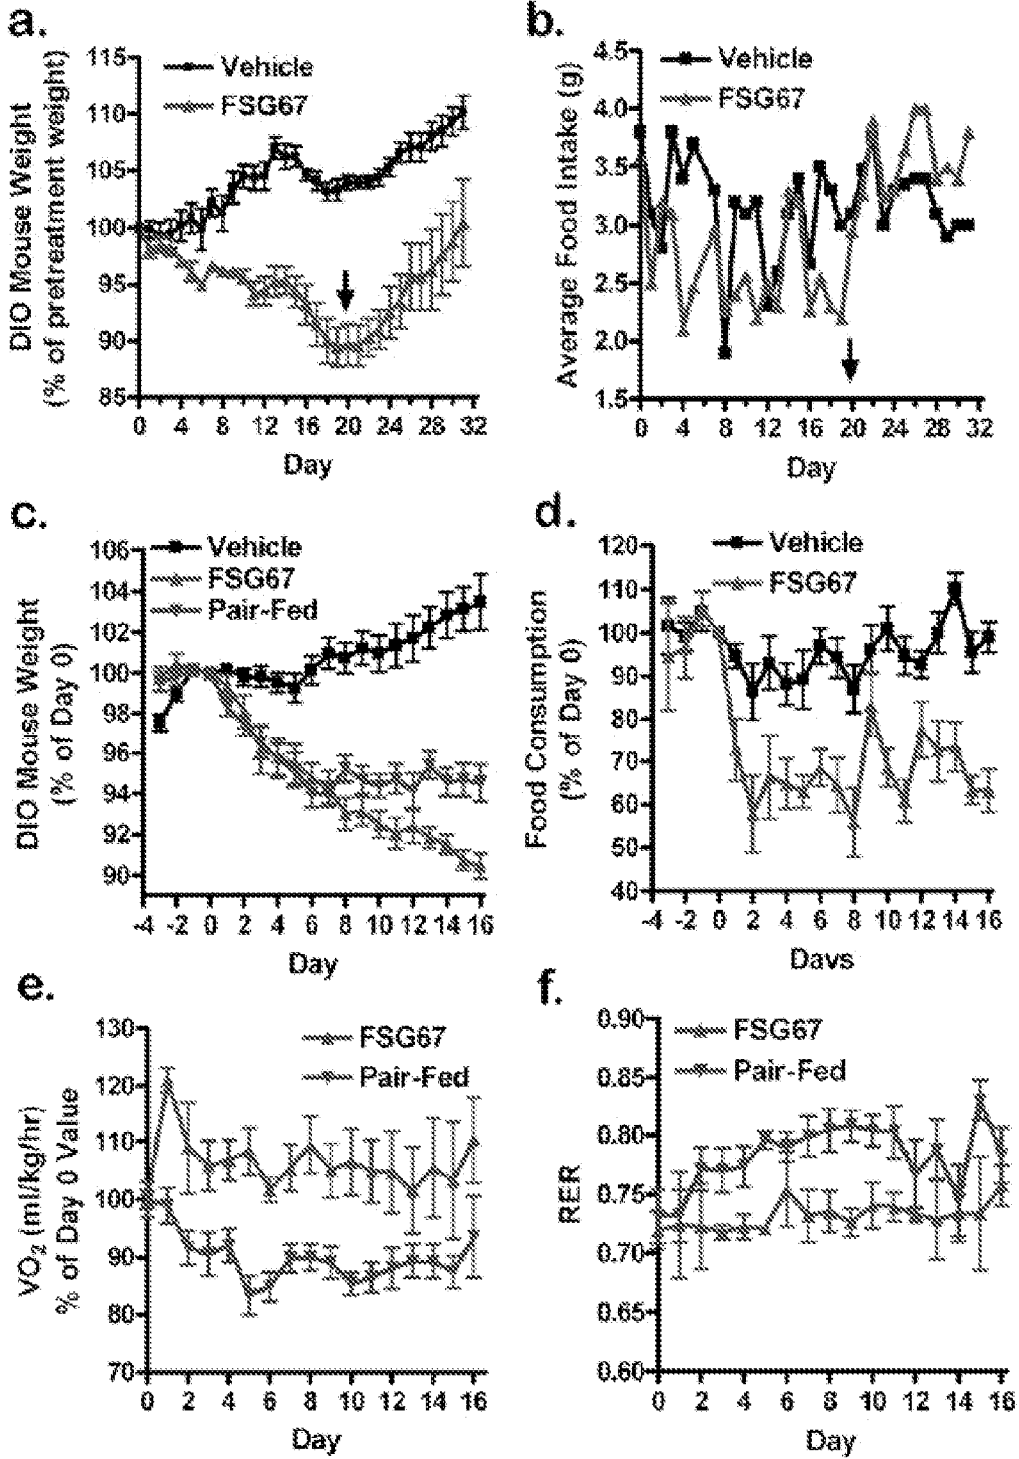 a.
DIO Mouse Weight
(% of pretreatment weight)
115
110
105
100
95
90
85
Vehicle
FSG67
0 4 8 12 16 20 24 28 32
Day
b.
Average Food Intake (g)
4.5
4.0
3.5
3.0
2.5
2.0
1.5
Vehicle
FSG67
0 4 8 12 16 20 24 28 32
Day
c.
DIO Mouse Weight
(% of Day 0)
106
104
102
100
98
96
94
92
90
Vehicle
FSG67
Pair-Fed
-4 -2 0 2 4 6 8 10 12 14 16
Day
d.
Food Consumption
(% of Day 0)
120
110
100
90
80
70
60
50
40
Vehicle
FSG67
-4 -2 0 2 4 6 8 10 12 14 16
Davs
e.
VO2 (ml/kg/hr)
% of Day 0 Value
130
120
110
100
90
80
70
FSG67
Pair-Fed
0 2 4 6 8 10 12 14 16
Day
f.
RER
0.90
0.85
0.80
0.75
0.70
0.65
0.60
FSG67
Pair-Fed
0 2 4 6 8 10 12 14 16
Day